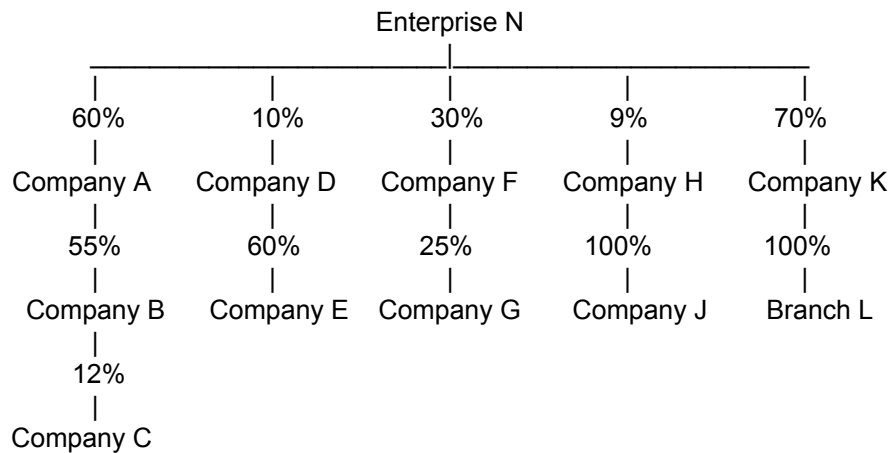 Enterprise N
60% 10% 30% 9% 70%
Company A Company D Company F Company H Company K
55% 60% 25% 100% 100%
Company B Company E Company G Company J Branch L
12%
Company C